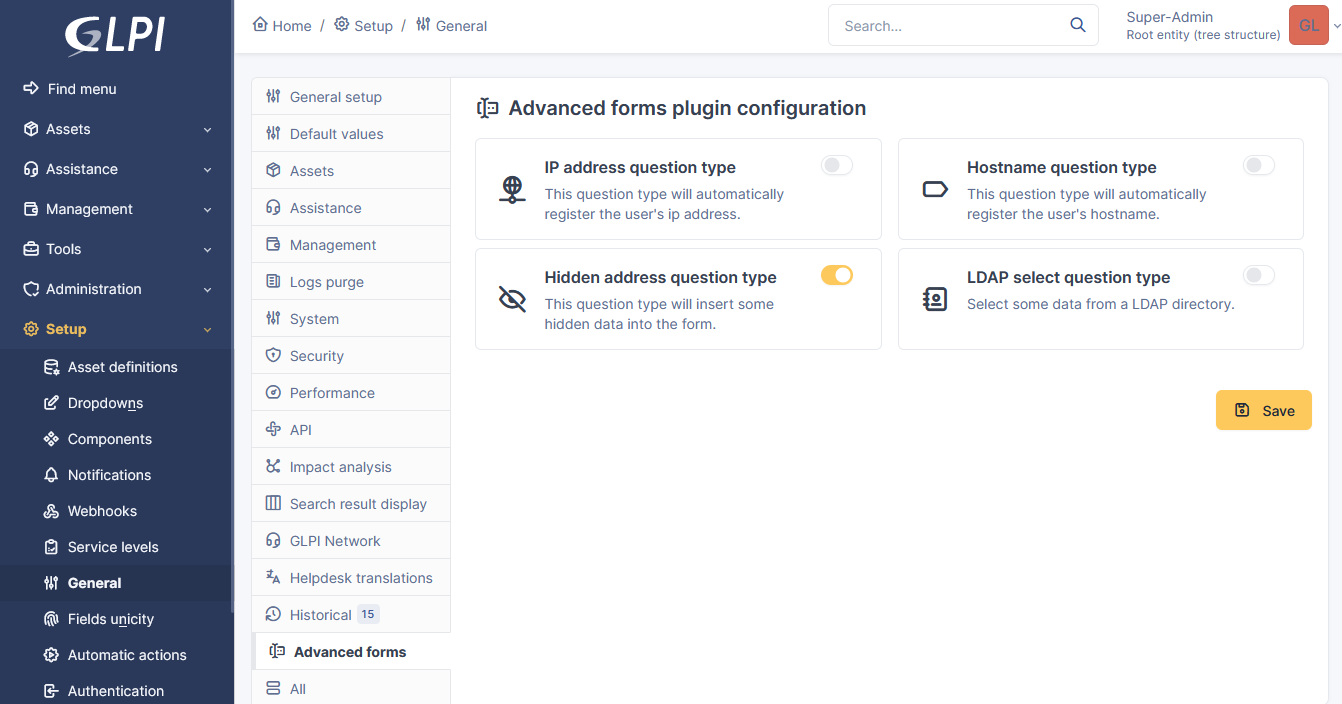 GLPI
Find menu
Assets
Assistance
Management
Tools
Administration
Setup
Asset definitions
Dropdowns
Components
Notifications
Webhooks
Service levels
General
Fields unicity
Automatic actions
Authentication
Home / Setup / General
Search...
Super-Admin
Root entity (tree structure)
GL
General setup
Default values
Assets
Assistance
Management
Logs purge
System
Security
Performance
API
Impact analysis
Search result display
GLPI Network
Helpdesk translations
Historical 15
Advanced forms
All
Advanced forms plugin configuration
IP address question type
This question type will automatically
register the user's ip address.
Hostname question type
This question type will automatically
register the user's hostname.
Hidden address question type
This question type will insert some
hidden data into the form.
LDAP select question type
Select some data from a LDAP directory.
Save